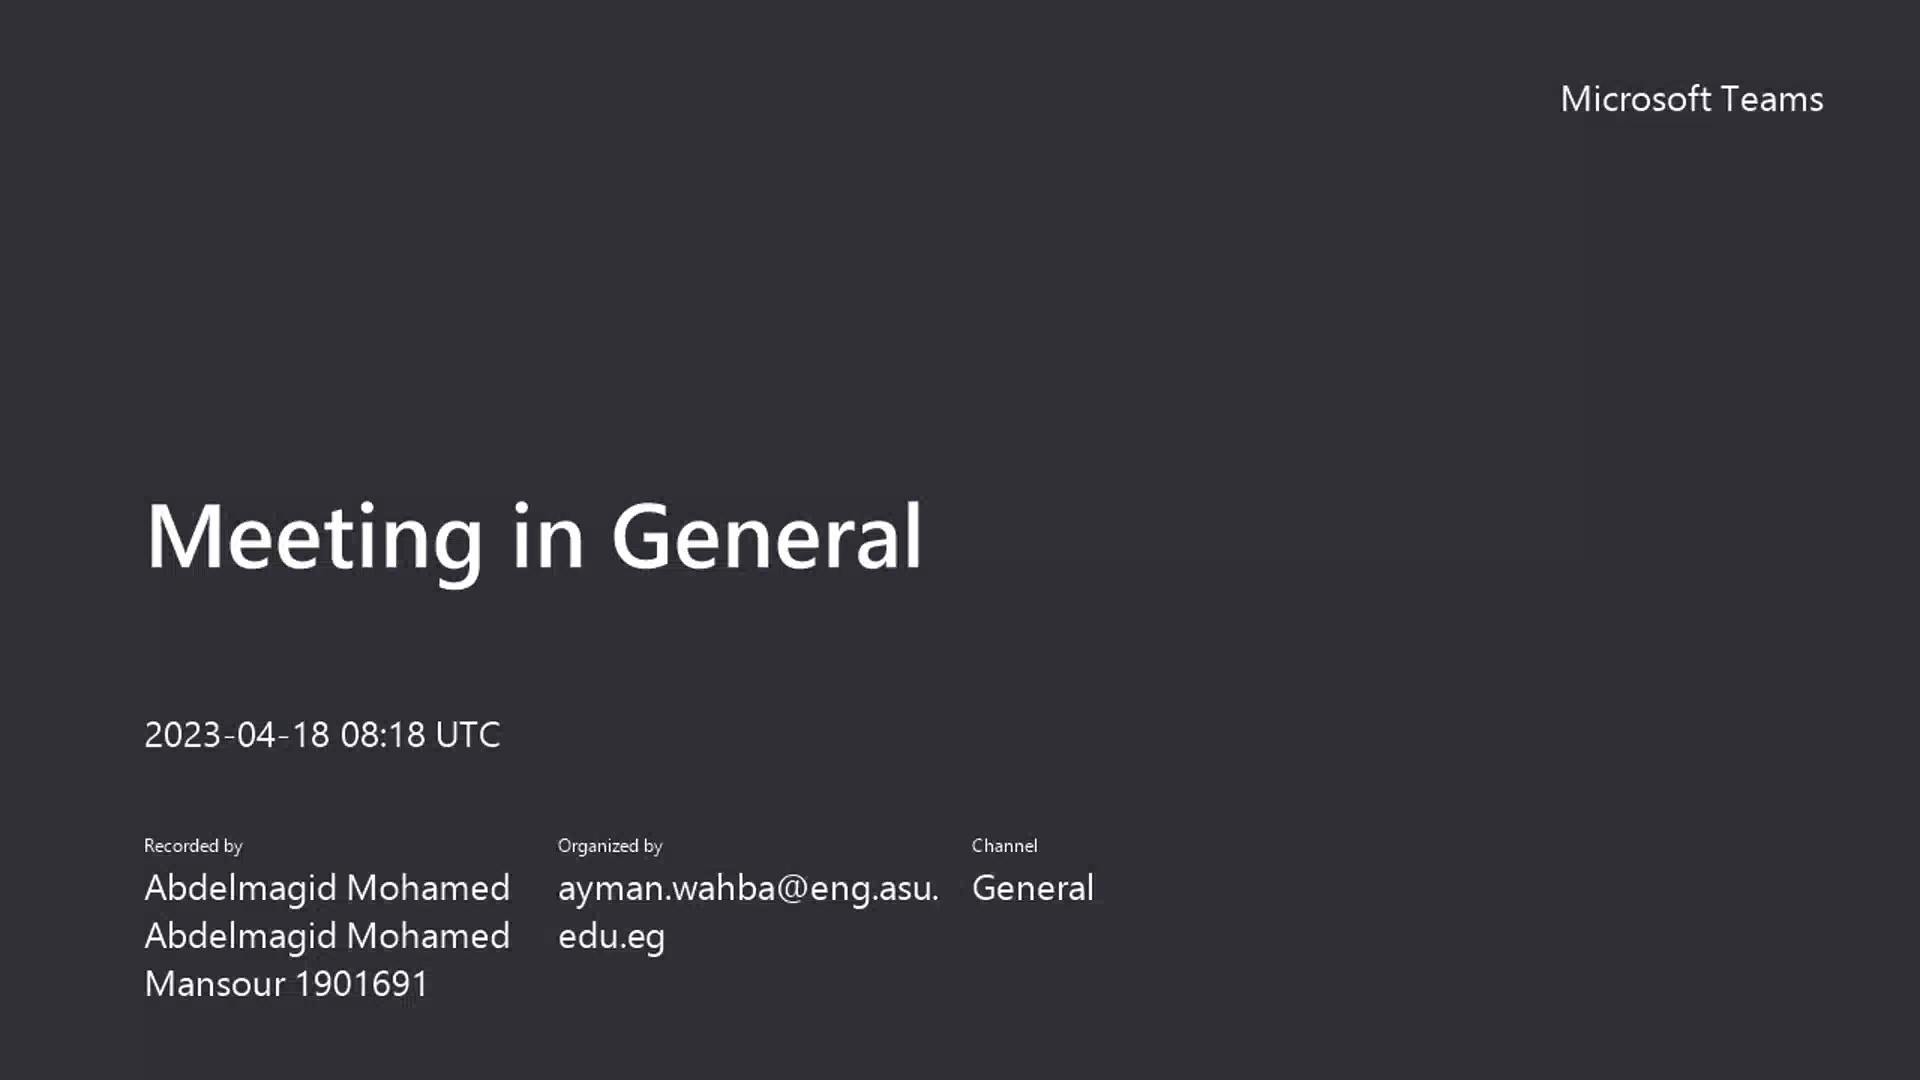 Microsoft Teams
Meeting in General
2023-04-18 08:18 UTC
Recorded by
Abdelmagid Mohamed
Abdelmagid Mohamed
Mansour 1901691
Organized by
ayman.wahba@eng.asu.
edu.eg
Channel
General